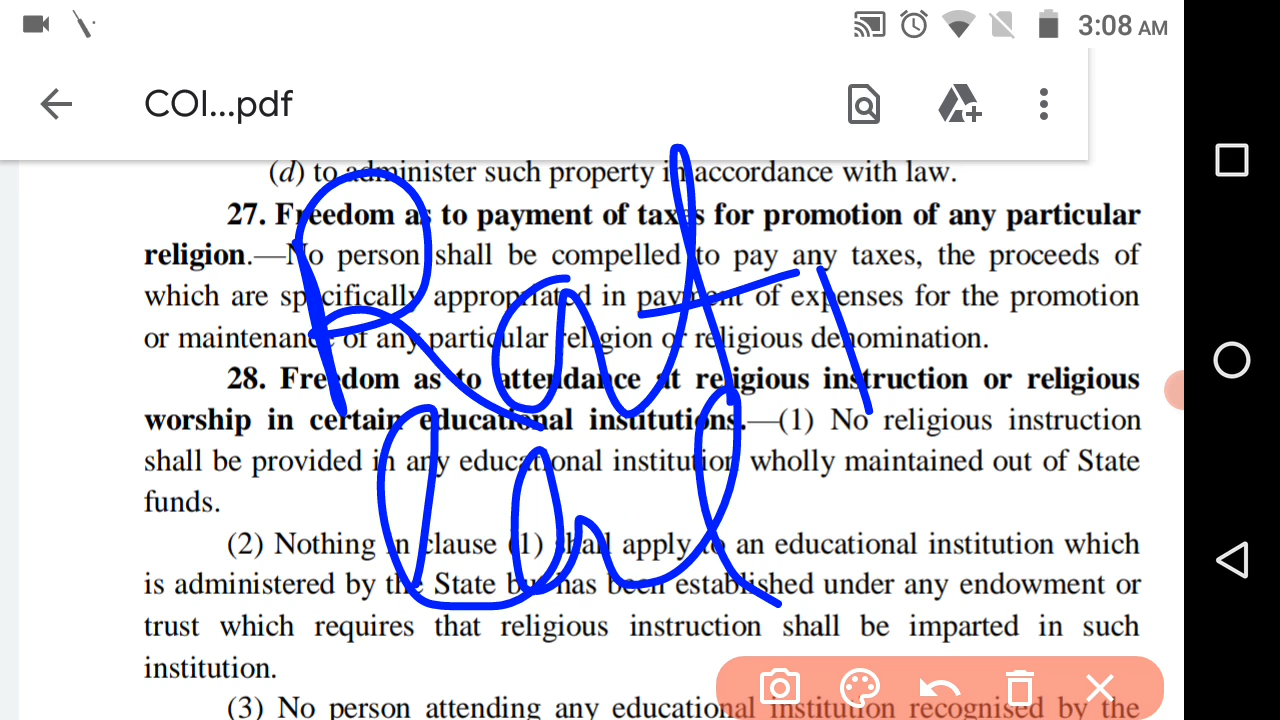 3:08 AM
COI...pdf
(d) to administer such property in accordance with law.
27. Freedom as to payment of taxes for promotion of any particular
religion.—No person shall be compelled to pay any taxes, the proceeds of
which are specifically appropriated in payment of expenses for the promotion
or maintenance of any particular religion or religious denomination.
28. Freedom as to attendance at religious instruction or religious
worship in certain educational institutions.—(1) No religious instruction
shall be provided in any educational institution wholly maintained out of State
funds.
(2) Nothing in clause (1) shall apply to an educational institution which
is administered by the State but has been established under any endowment or
trust which requires that religious instruction shall be imparted in such
institution.
(3) No person attending any educational institution recognised by the
Rati
Lal